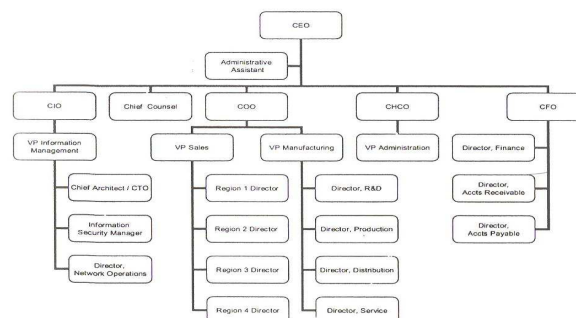 CEO
Administrative
Assistant
CIO
Chief Counsel
COO
CHCO
CFO
VP Information
Management
VP Sales
VP Manufacturing
VP Administration
Director, Finance
Chief Architect / CTO
Region 1 Director
Director, R&D
Director,
Accts Receivable
Information
Security Manager
Region 2 Director
Director, Production
Director,
Accts Payable
Director,
Network Operations
Region 3 Director
Director, Distribution
Region 4 Director
Director, Service